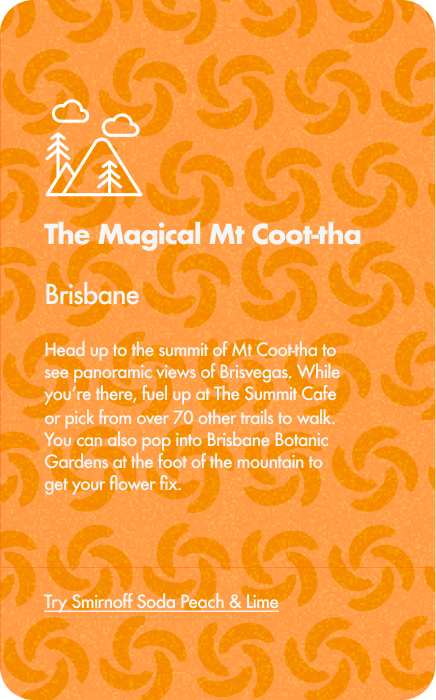 The Magical Mt Coot-tha
Brisbane
Head up to the summit of Mt Coot-tha to
see panoramic views of Brisvegas. While
you're there, fuel up at The Summit Cafe
or pick from over 70 other trails to walk.
You can also pop into Brisbane Botanic
Gardens at the foot of the mountain to
get your flower fix.
Try Smirnoff Soda Peach & Lime